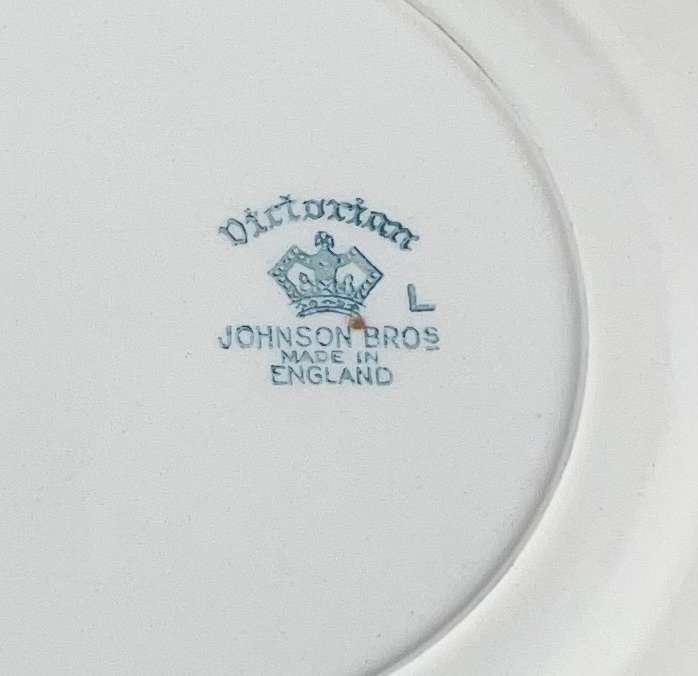 Victorian
L
JOHNSON BROS
MADE IN
ENGLAND